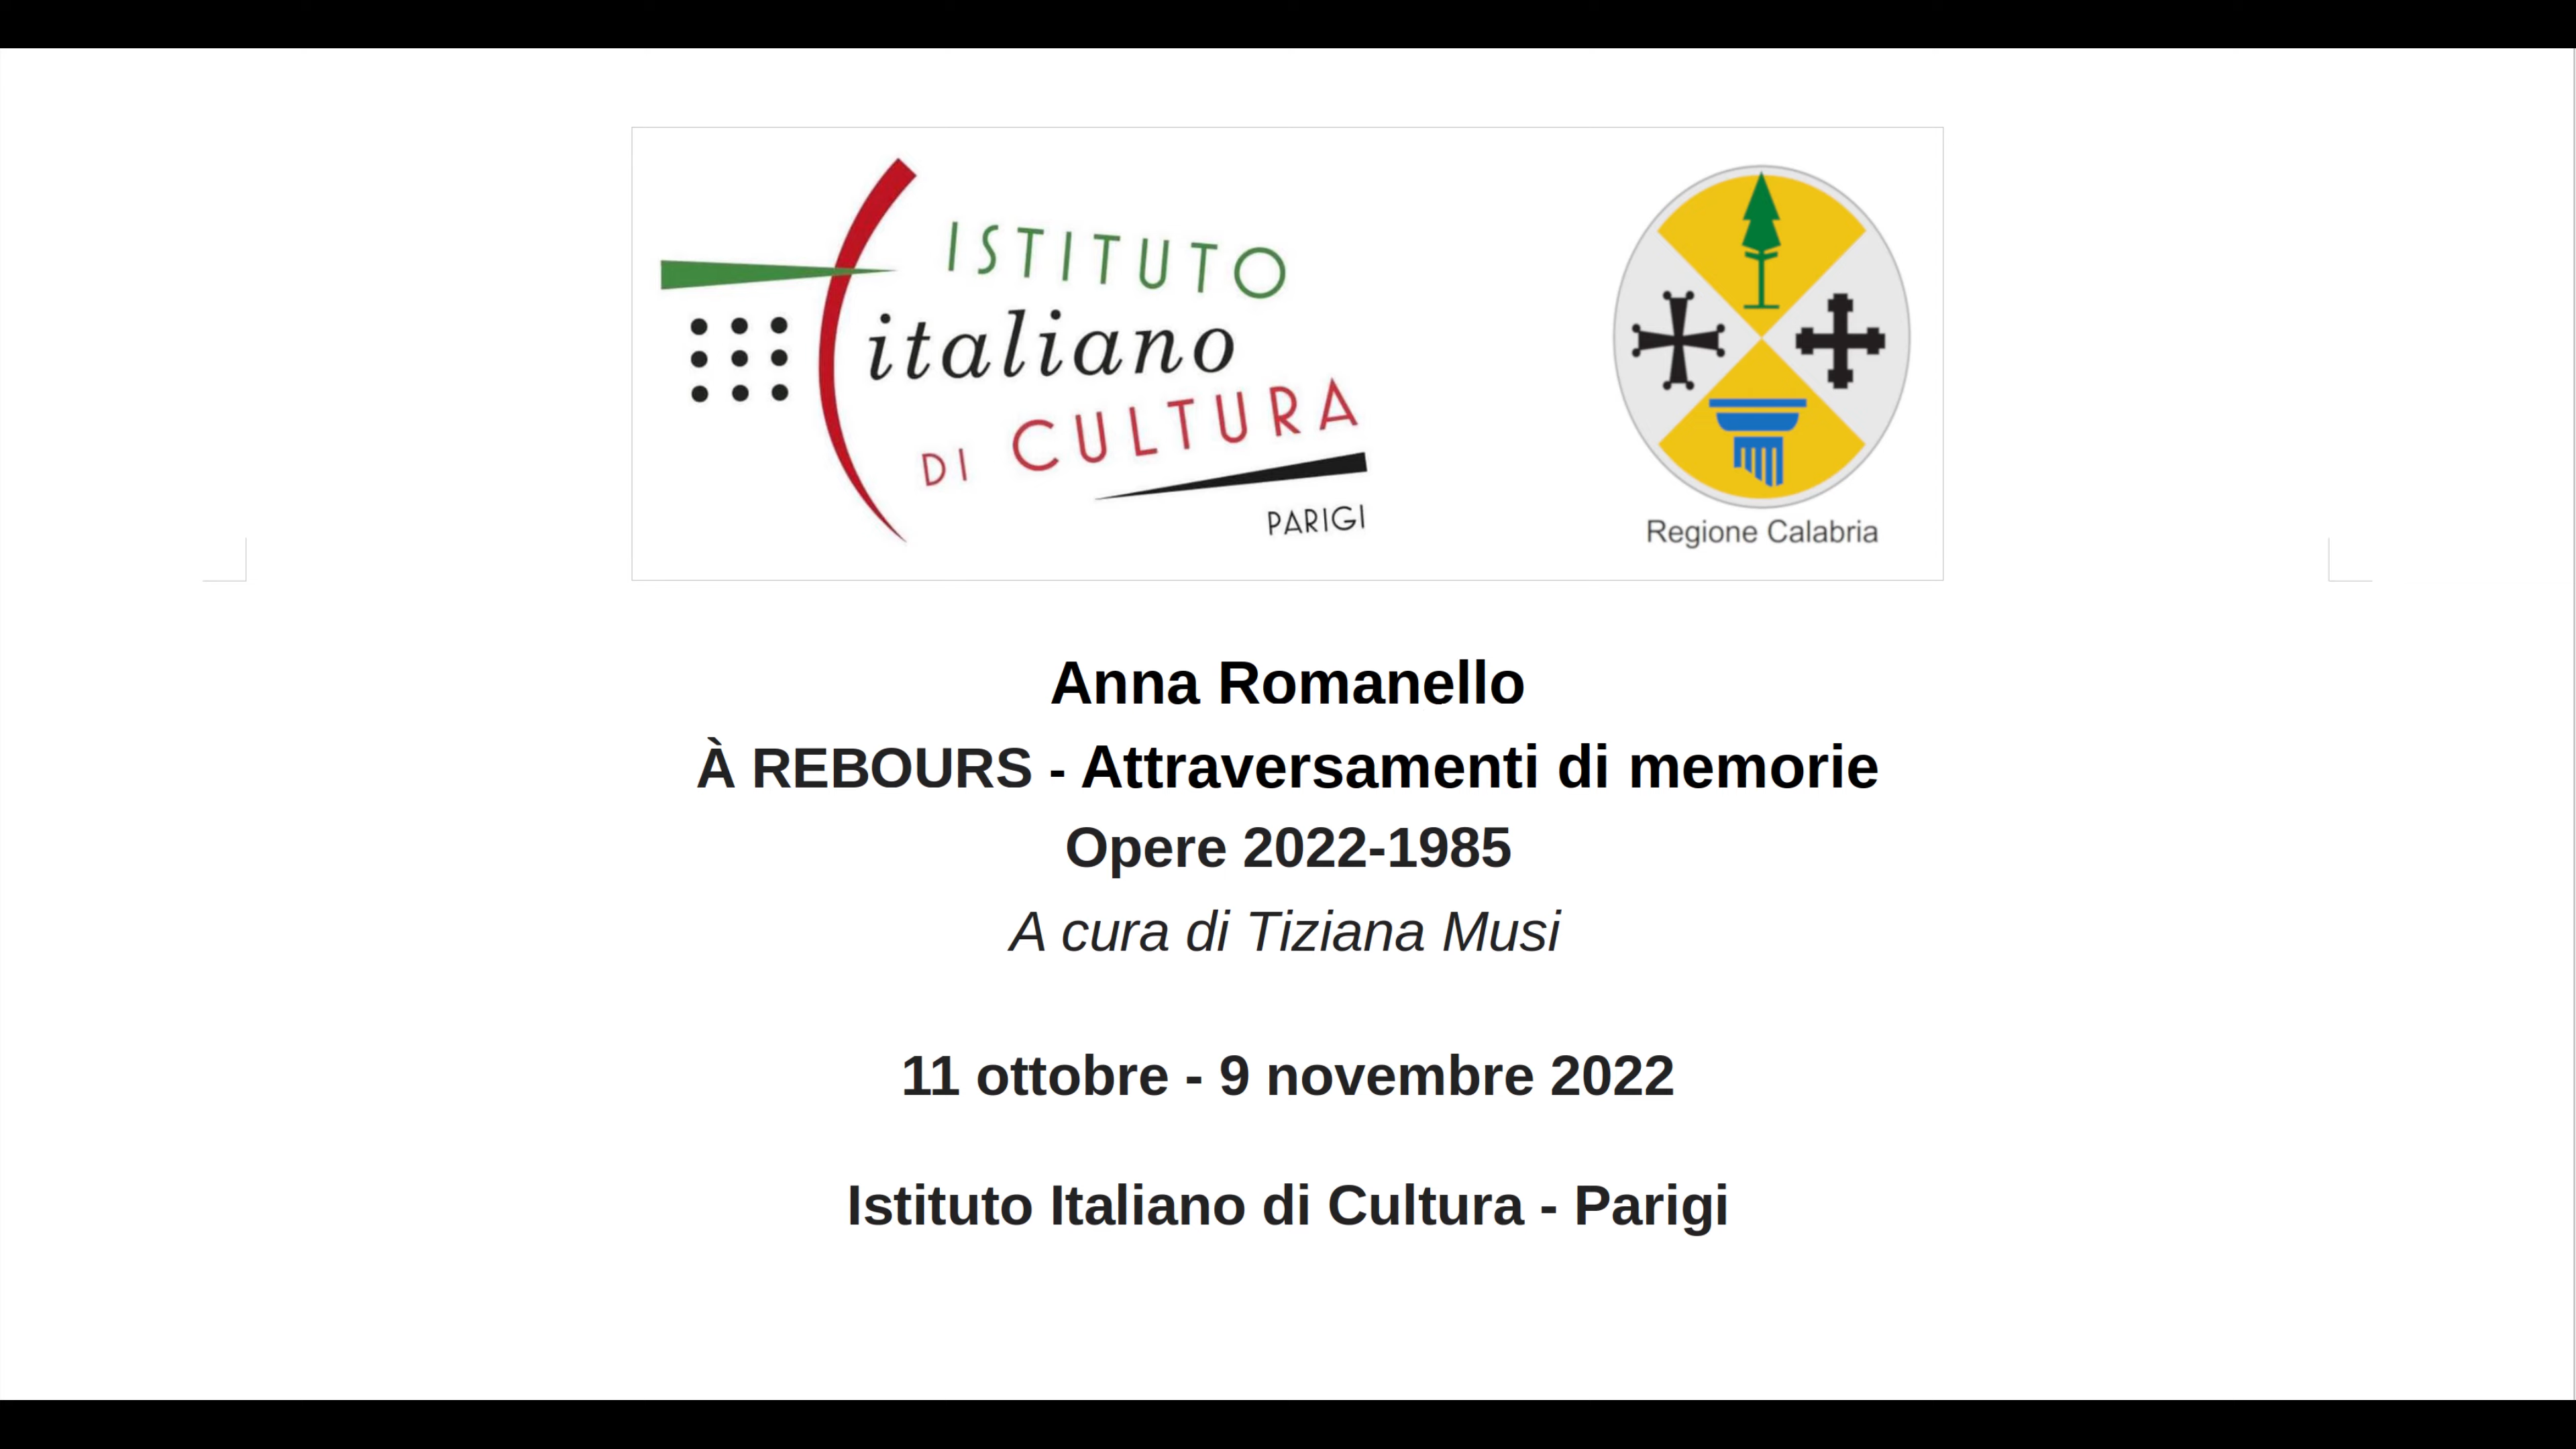 ISTITUTO
italiano
DI CULTURA
PARIGI
Regione Calabria
Anna Romanello
À REBOURS - Attraversamenti di memorie
Opere 2022-1985
A cura di Tiziana Musi
11 ottobre - 9 novembre 2022
Istituto Italiano di Cultura - Parigi